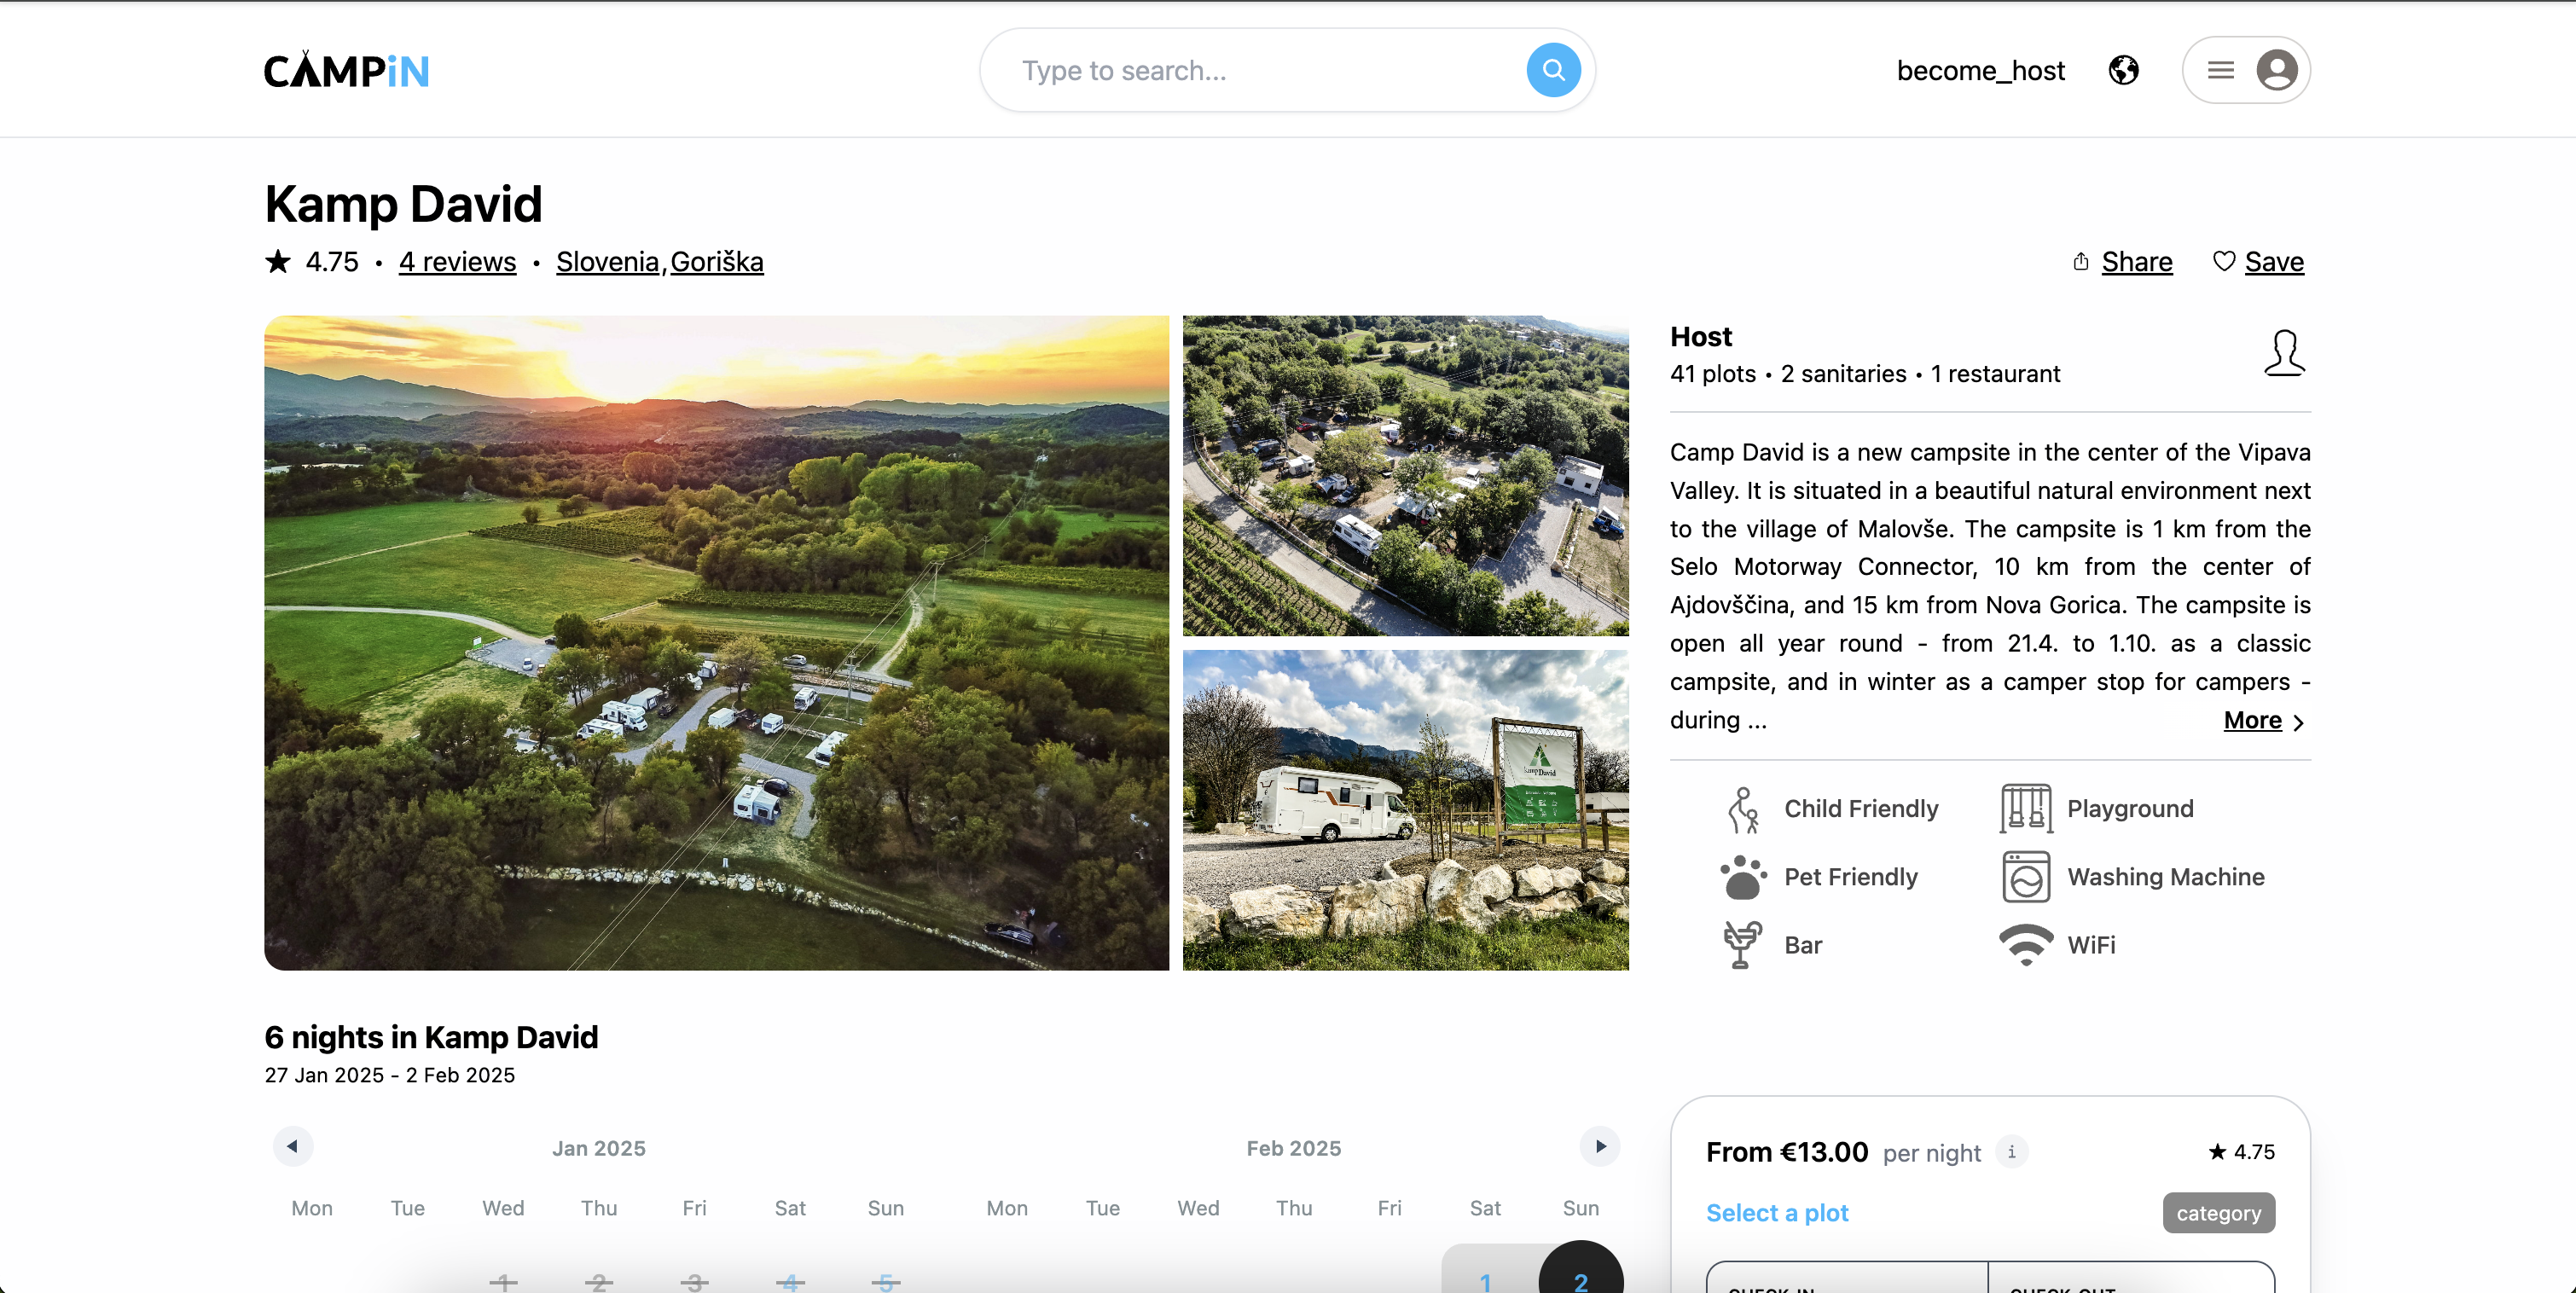 CAMPiN
Type to search...
become_host
Kamp David
★ 4.75 • 4 reviews • Slovenia, Goriška
Share
Save
Host
41 plots • 2 sanitaries • 1 restaurant
Camp David is a new campsite in the center of the Vipava
Valley. It is situated in a beautiful natural environment next
to the village of Malovše. The campsite is 1 km from the
Selo Motorway Connector, 10 km from the center of
Ajdovščina, and 15 km from Nova Gorica. The campsite is
open all year round - from 21.4. to 1.10. as a classic
campsite, and in winter as a camper stop for campers -
during ...
More
kamp David
Child Friendly
Playground
Pet Friendly
Washing Machine
Bar
WiFi
6 nights in Kamp David
27 Jan 2025 - 2 Feb 2025
Jan 2025
Mon Tue Wed Thu Fri Sat Sun
1 2 3 4 5
Feb 2025
Mon Tue Wed Thu Fri Sat Sun
1 2
From €13.00 per night i
★ 4.75
Select a plot
category
CHECK-IN
CHECK-OUT